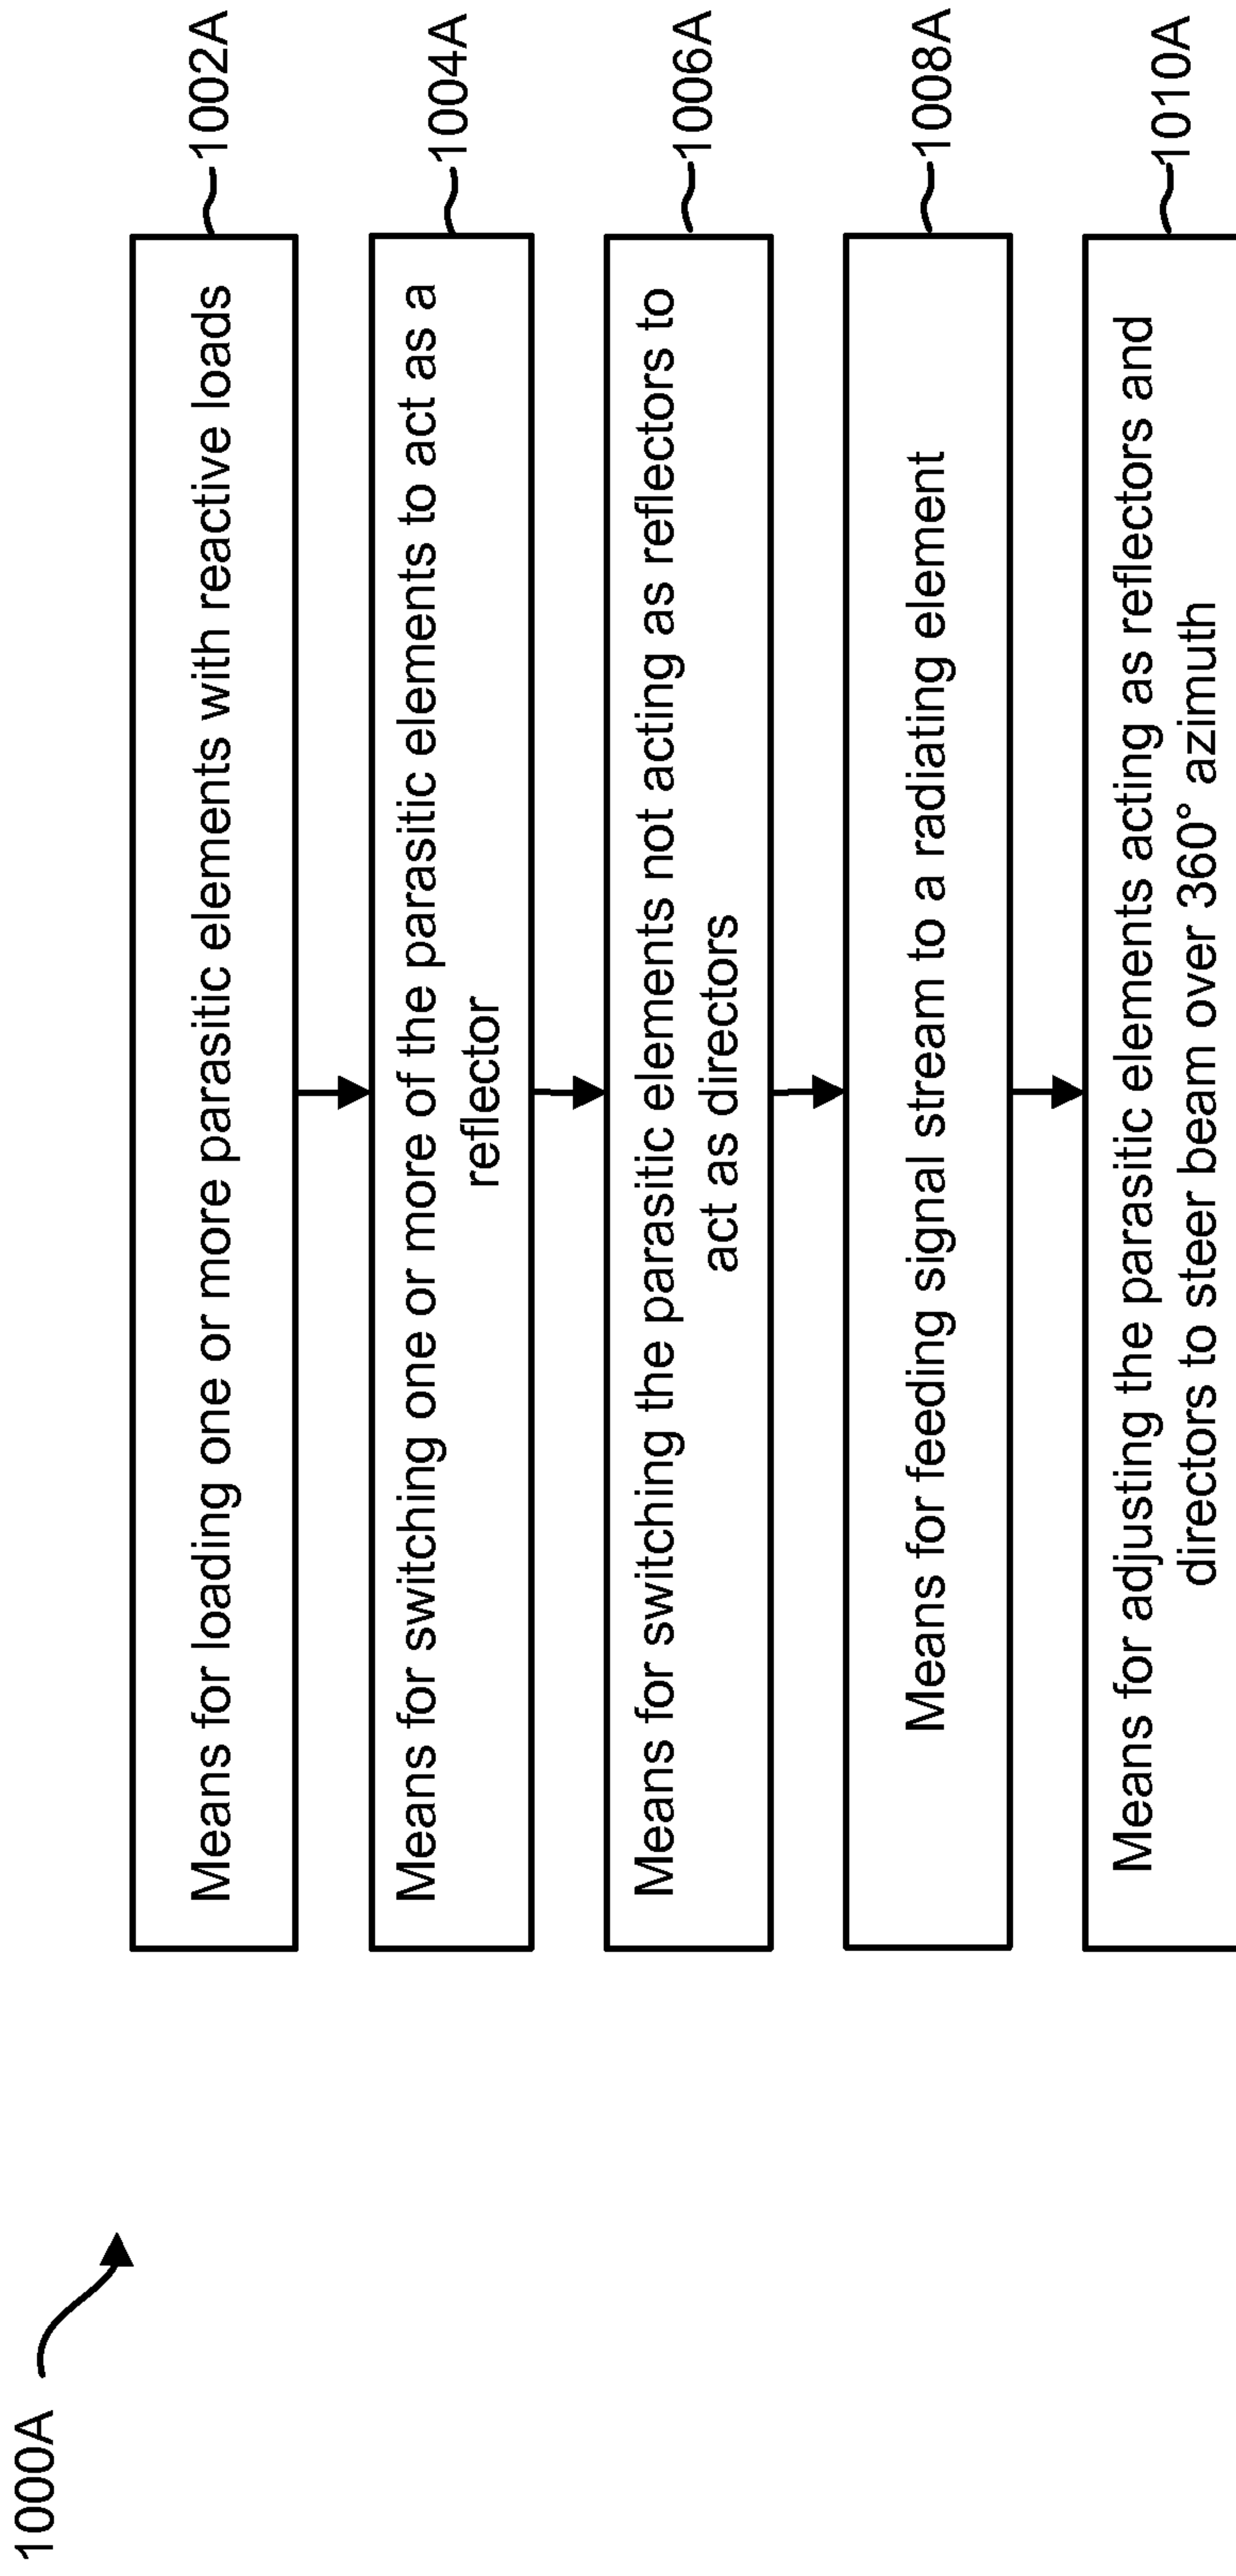 1000A
Means for loading one or more parasitic elements with reactive loads
1002A
Means for switching one or more of the parasitic elements to act as a
reflector
1004A
Means for switching the parasitic elements not acting as reflectors to
act as directors
1006A
Means for feeding signal stream to a radiating element
1008A
Means for adjusting the parasitic elements acting as reflectors and
directors to steer beam over 360° azimuth
1010A